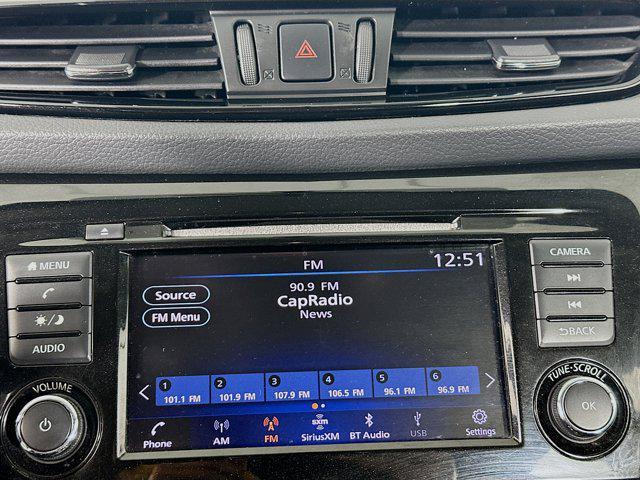 FM 12:51
90.9 FM
CapRadio
News
Source
FM Menu
1 2 3 4 5 6
101.1 FM 101.9 FM 107.9 FM 106.5 FM 96.1 FM 96.9 FM
Phone AM FM sxm SiriusXM BT Audio USB Settings
MENU
AUDIO
VOLUME
CAMERA
BACK
TUNE·SCROLL
OK